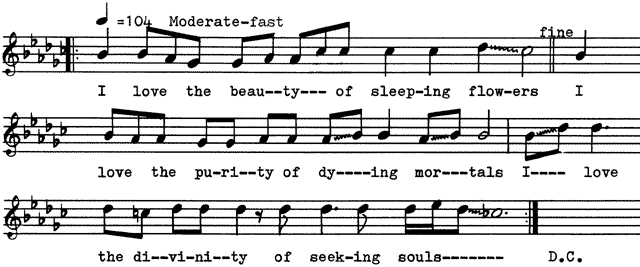 =104 Moderate-fast
fine
I love the beau--ty--- of sleep-ing flow-ers I
love the pu-ri--ty of dy----ing mor--tals I---- love
the di--vi-ni--ty of seek-ing souls------- D.C.